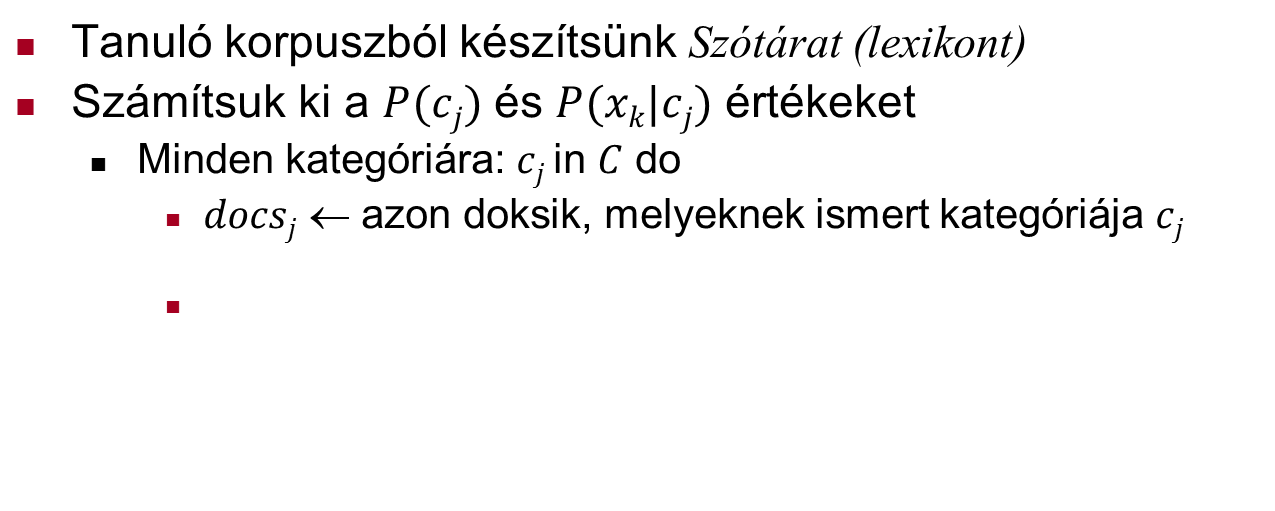 Tanuló korpuszból készítsünk Szótárat (lexikont)
Számítsuk ki a P(c_j) és P(x_k|c_j) értékeket
Minden kategóriára: c_j in C do
docs_j ← azon doksik, melyeknek ismert kategóriája c_j